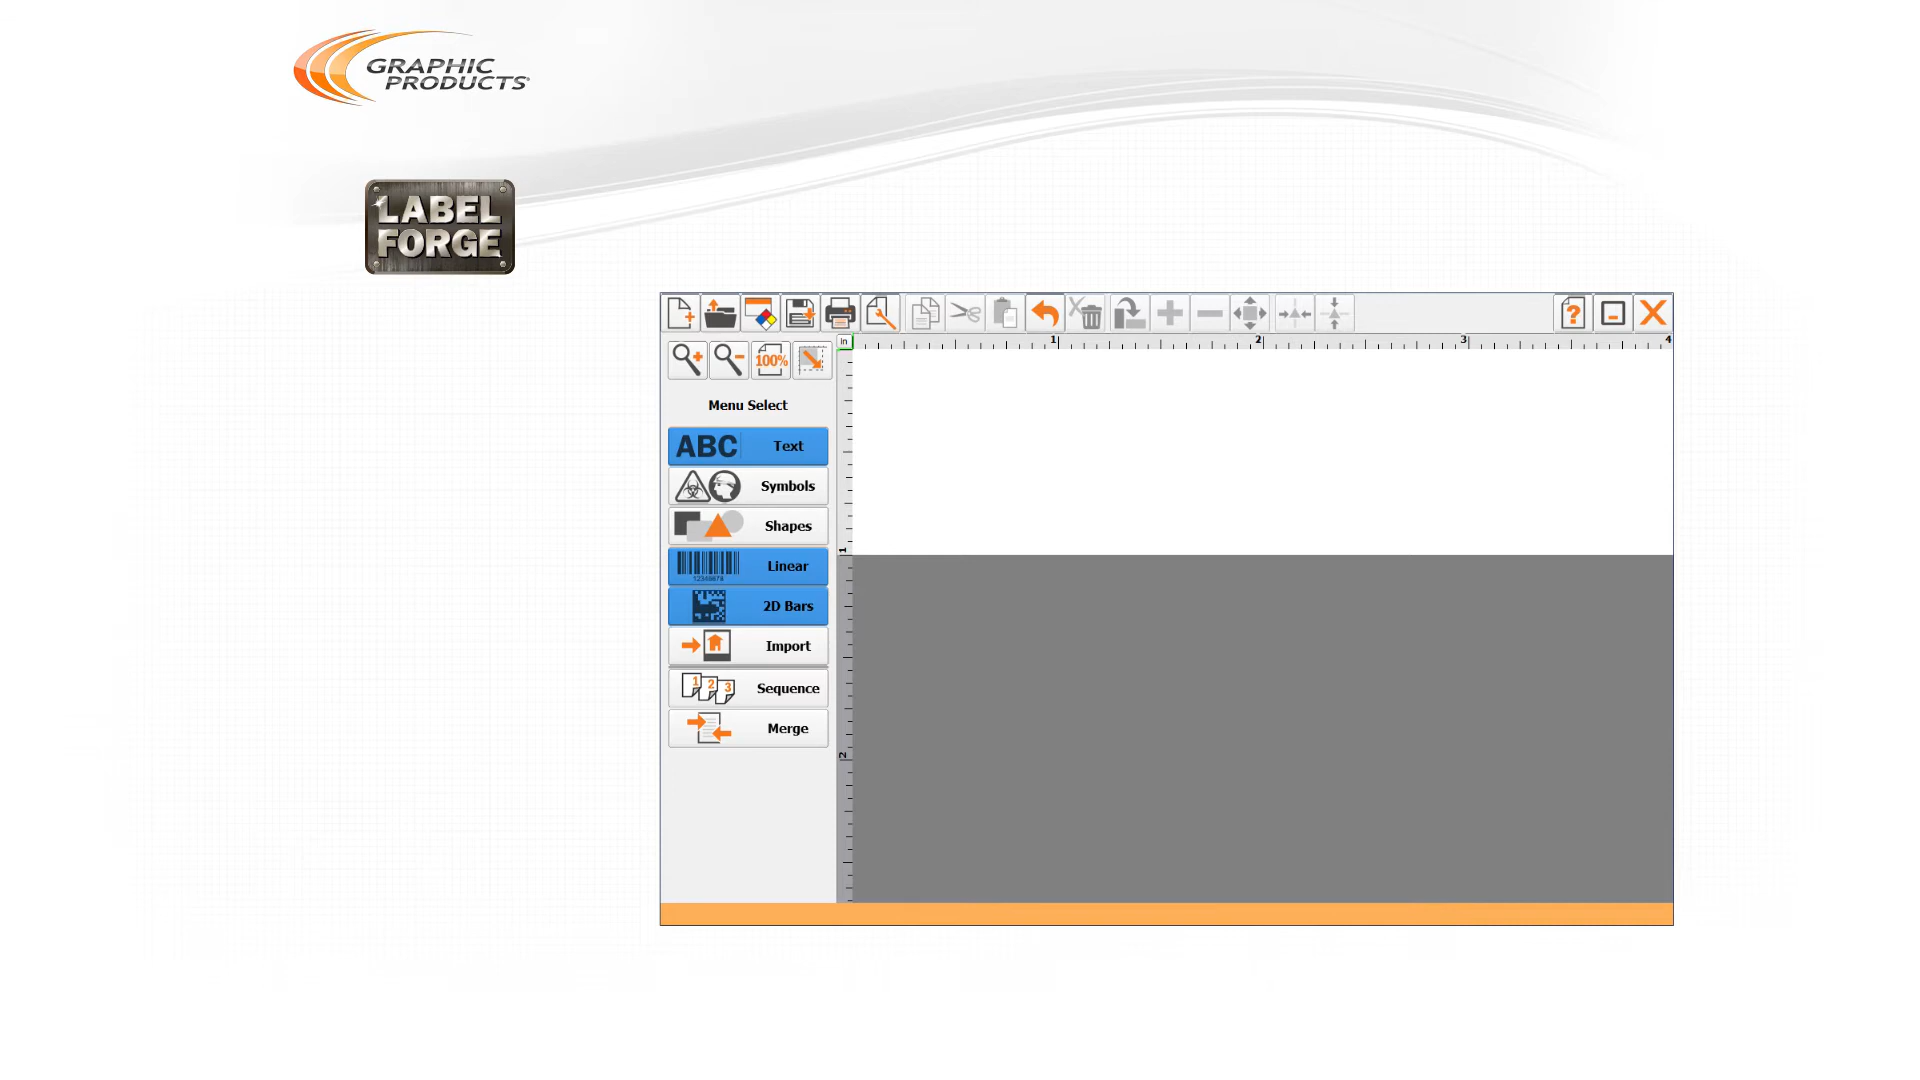 GRAPHIC
PRODUCTS
LABEL
FORGE
?
100%
in
1
2
3
4
Menu Select
ABC Text
Symbols
Shapes
12345678 Linear
2D Bars
Import
1 2 3 Sequence
Merge
1
2